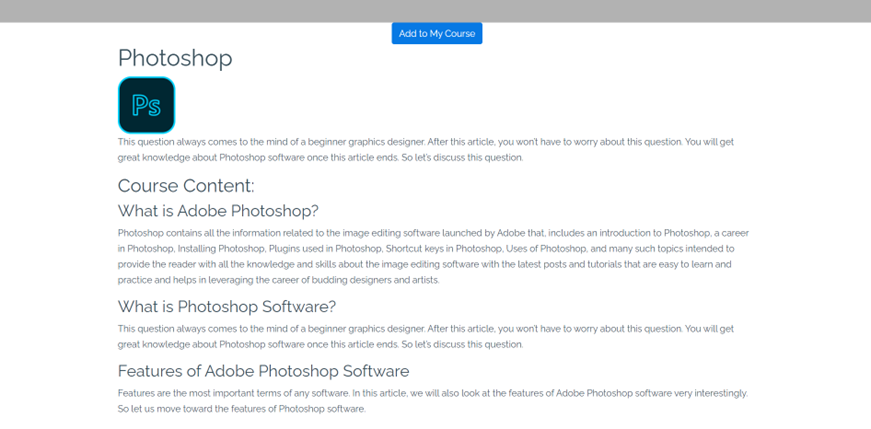 Add to My Course
Photoshop
Ps
This question always comes to the mind of a beginner graphics designer. After this article, you won't have to worry about this question. You will get
great knowledge about Photoshop software once this article ends. So let's discuss this question.
Course Content:
What is Adobe Photoshop?
Photoshop contains all the information related to the image editing software launched by Adobe that, includes an introduction to Photoshop, a career
in Photoshop, Installing Photoshop, Plugins used in Photoshop, Shortcut keys in Photoshop, Uses of Photoshop, and many such topics intended to
provide the reader with all the knowledge and skills about the image editing software with the latest posts and tutorials that are easy to learn and
practice and helps in leveraging the career of budding designers and artists.
What is Photoshop Software?
This question always comes to the mind of a beginner graphics designer. After this article, you won't have to worry about this question. You will get
great knowledge about Photoshop software once this article ends. So let's discuss this question.
Features of Adobe Photoshop Software
Features are the most important terms of any software. In this article, we will also look at the features of Adobe Photoshop software very interestingly.
So let us move toward the features of Photoshop software.